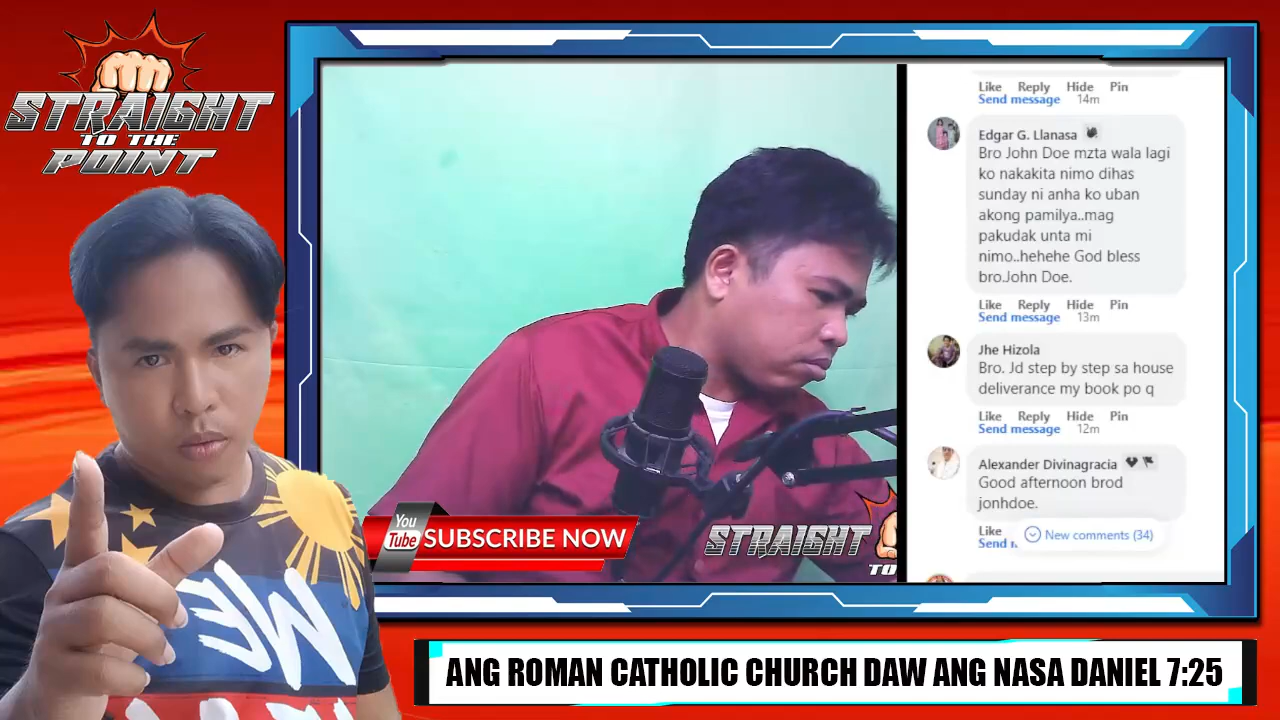 STRAIGHT
TO THE
POINT
Like Reply Hide Pin
Send message 14m
Edgar G. Llanasa
Bro John Doe mzta wala lagi
ko nakakita nimo dihas
sunday ni anha ko uban
akong pamilya..mag
pakudak unta mi
nimo..hehehe God bless
bro.John Doe.
Like Reply Hide Pin
Send message 13m
Jhe Hizola
Bro. Jd step by step sa house
deliverance my book po q
Like Reply Hide Pin
Send message 12m
Alexander Divinagracia
Good afternoon brod
jonhdoe.
Like
New comments (34)
You
Tube
SUBSCRIBE NOW
STRAIGHT
TO
ANG ROMAN CATHOLIC CHURCH DAW ANG NASA DANIEL 7:25